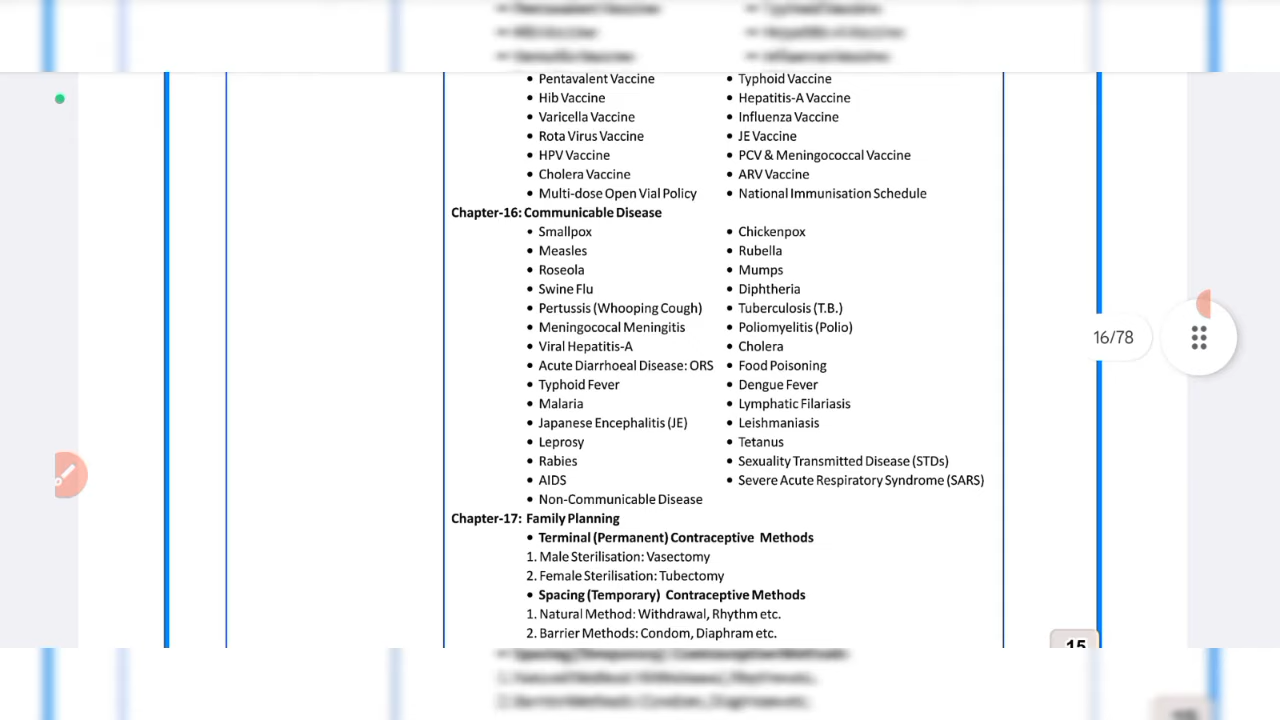 • Pentavalent Vaccine • Typhoid Vaccine
• Hib Vaccine • Hepatitis-A Vaccine
• Varicella Vaccine • Influenza Vaccine
• Rota Virus Vaccine • JE Vaccine
• HPV Vaccine • PCV & Meningococcal Vaccine
• Cholera Vaccine • ARV Vaccine
• Multi-dose Open Vial Policy • National Immunisation Schedule
Chapter-16: Communicable Disease
• Smallpox • Chickenpox
• Measles • Rubella
• Roseola • Mumps
• Swine Flu • Diphtheria
• Pertussis (Whooping Cough) • Tuberculosis (T.B.)
• Meningococal Meningitis • Poliomyelitis (Polio)
• Viral Hepatitis-A • Cholera
• Acute Diarrhoeal Disease: ORS • Food Poisoning
• Typhoid Fever • Dengue Fever
• Malaria • Lymphatic Filariasis
• Japanese Encephalitis (JE) • Leishmaniasis
• Leprosy • Tetanus
• Rabies • Sexuality Transmitted Disease (STDs)
• AIDS • Severe Acute Respiratory Syndrome (SARS)
• Non-Communicable Disease
Chapter-17: Family Planning
• Terminal (Permanent) Contraceptive Methods
1. Male Sterilisation: Vasectomy
2. Female Sterilisation: Tubectomy
• Spacing (Temporary) Contraceptive Methods
1. Natural Method: Withdrawal, Rhythm etc.
2. Barrier Methods: Condom, Diaphram etc.
16/78
15